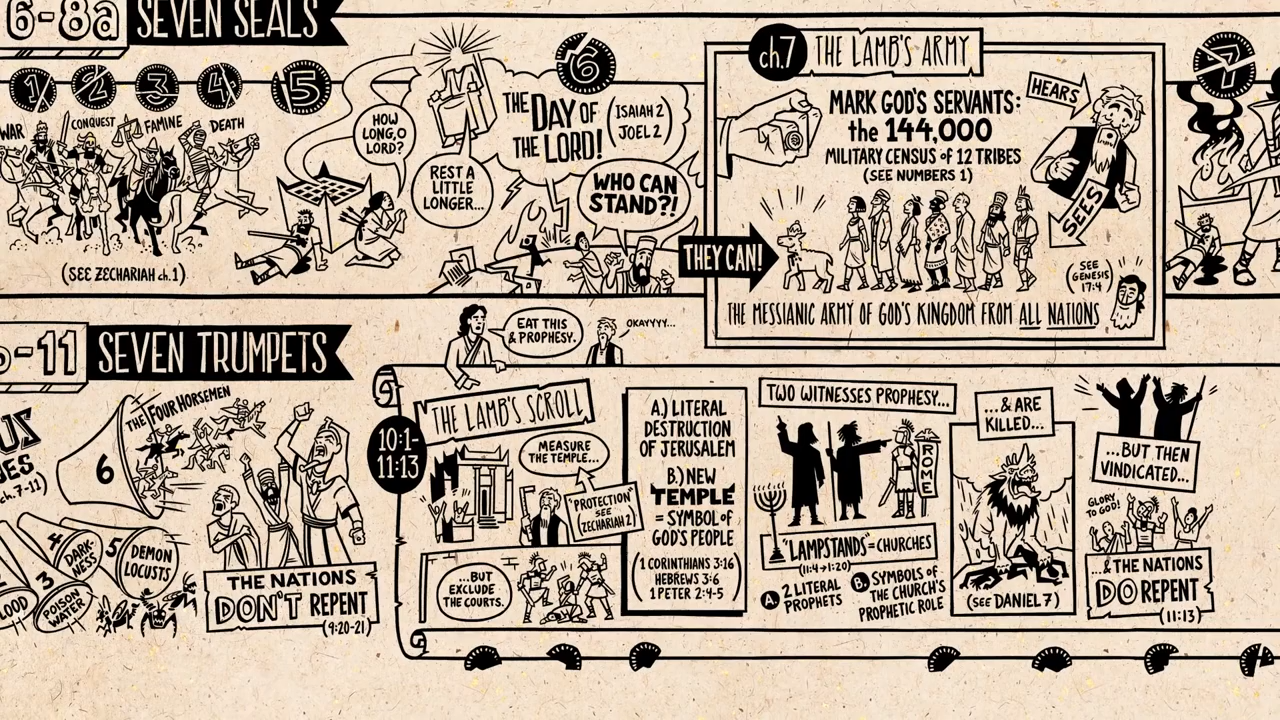 6-8a SEVEN SEALS
1
2
3
4
5
WAR
CONQUEST
FAMINE
DEATH
(SEE ZECHARIAH ch.1)
HOW
LONG, O
LORD?
REST A
LITTLE
LONGER...
6
THE DAY OF
THE LORD!
(ISAIAH 2
JOEL 2)
WHO CAN
STAND?!
THEY CAN!
ch.7 THE LAMB'S ARMY
MARK GOD'S SERVANTS:
the 144,000
MILITARY CENSUS of 12 TRIBES
(SEE NUMBERS 1)
HEARS
SEES
(SEE
GENESIS
17:4)
THE MESSIANIC ARMY OF GOD'S KINGDOM FROM ALL NATIONS
7
-11 SEVEN TRUMPETS
ch.7-11)
6
THE FOUR HORSEMEN
5
DEMON
LOCUSTS
4
DARK-
NESS
3
POISON
WATER
THE NATIONS
DON'T REPENT
(9:20-21)
EAT THIS
& PROPHESY.
OKAYYYY...
10:1-
11:13
THE LAMB'S SCROLL
MEASURE
THE TEMPLE...
"PROTECTION"
SEE
ZECHARIAH 2
...BUT
EXCLUDE
THE COURTS.
A.) LITERAL
DESTRUCTION
OF JERUSALEM
B.) NEW
TEMPLE
= SYMBOL of
GOD'S PEOPLE
(1 CORINTHIANS 3:16
HEBREWS 3:6
1 PETER 2:4-5)
TWO WITNESSES PROPHESY...
ROME
"LAMPSTANDS" = CHURCHES
(11:4→1:20)
A. 2 LITERAL
PROPHETS
B. SYMBOLS of
THE CHURCH'S
PROPHETIC ROLE
...& ARE
KILLED...
(SEE DANIEL 7)
...BUT THEN
VINDICATED...
GLORY
TO GOD!
...& THE NATIONS
DO REPENT
(11:13)